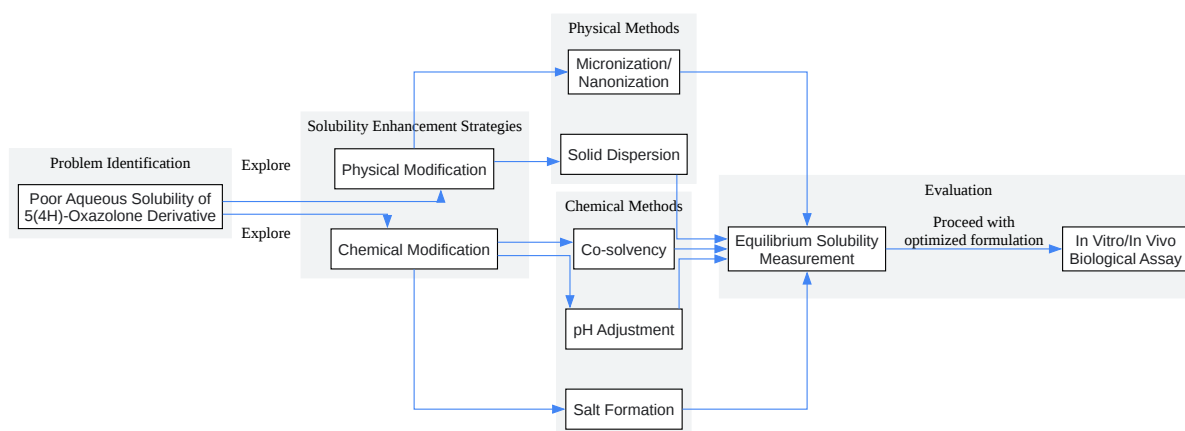 Problem Identification
Poor Aqueous Solubility of
5(4H)-Oxazolone Derivative
Explore
Explore
Solubility Enhancement Strategies
Physical Modification
Chemical Modification
Physical Methods
Micronization/
Nanonization
Solid Dispersion
Chemical Methods
Co-solvency
pH Adjustment
Salt Formation
Evaluation
Equilibrium Solubility
Measurement
Proceed with
optimized formulation
In Vitro/In Vivo
Biological Assay